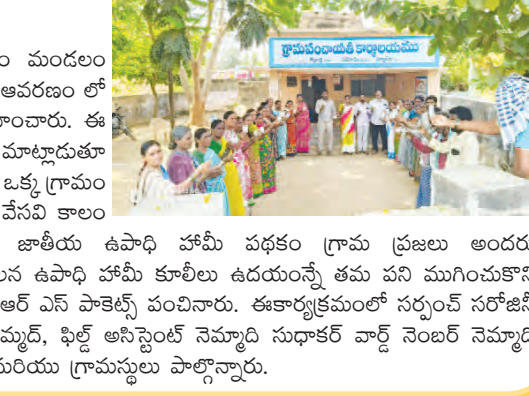 గ్రామపంచాయతీ కార్యాలయము
ం మండలం
ఆవరణం లో
హించారు. ఈ
మాట్లాడుతూ
ఒక్క గ్రామం
వేసవి కాలం
జాతీయ ఉపాధి హామీ పథకం గ్రామ ప్రజలు అందరు
లన ఉపాధి హామీ కూలీలు ఉదయంన్నే తమ పని ముగించుకొని
ఆర్ ఎస్ పాకెట్స్ పంచినారు. ఈకార్యక్రమంలో సర్పంచ్ సరోజినీ
మ్మద్, ఫిల్డ్ అసిస్టెంట్ నెమ్మాది సుధాకర్ వార్డ్ నెంబర్ నెమ్మాది
మరియు గ్రామస్థులు పాల్గొన్నారు.